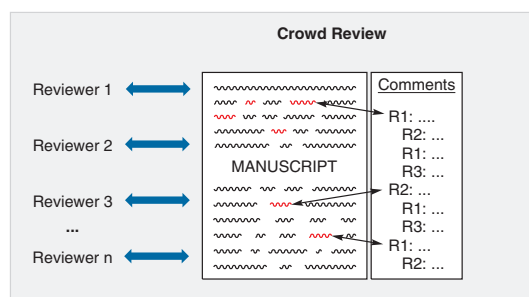 Crowd Review
Reviewer 1
Reviewer 2
Reviewer 3
...
Reviewer n
MANUSCRIPT
Comments
R1: ....
R2: ...
R1: ...
R3: ...
R2: ...
R1: ...
R3: ...
R1: ...
R2: ...